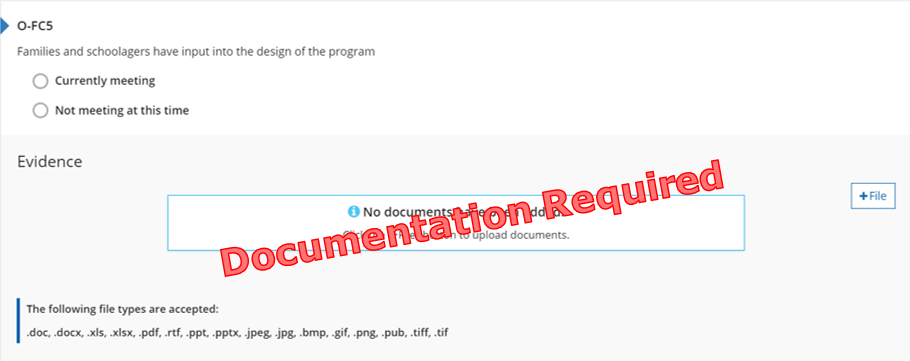 O-FC5
Families and schoolagers have input into the design of the program
Currently meeting
Not meeting at this time
Evidence
+File
No documents
to upload documents.
Documentation Required
The following file types are accepted:
.doc, .docx, .xls, .xlsx, .pdf, .rtf, .ppt, .pptx, .jpeg, .jpg, .bmp, .gif, .png, .pub, .tiff, .tif